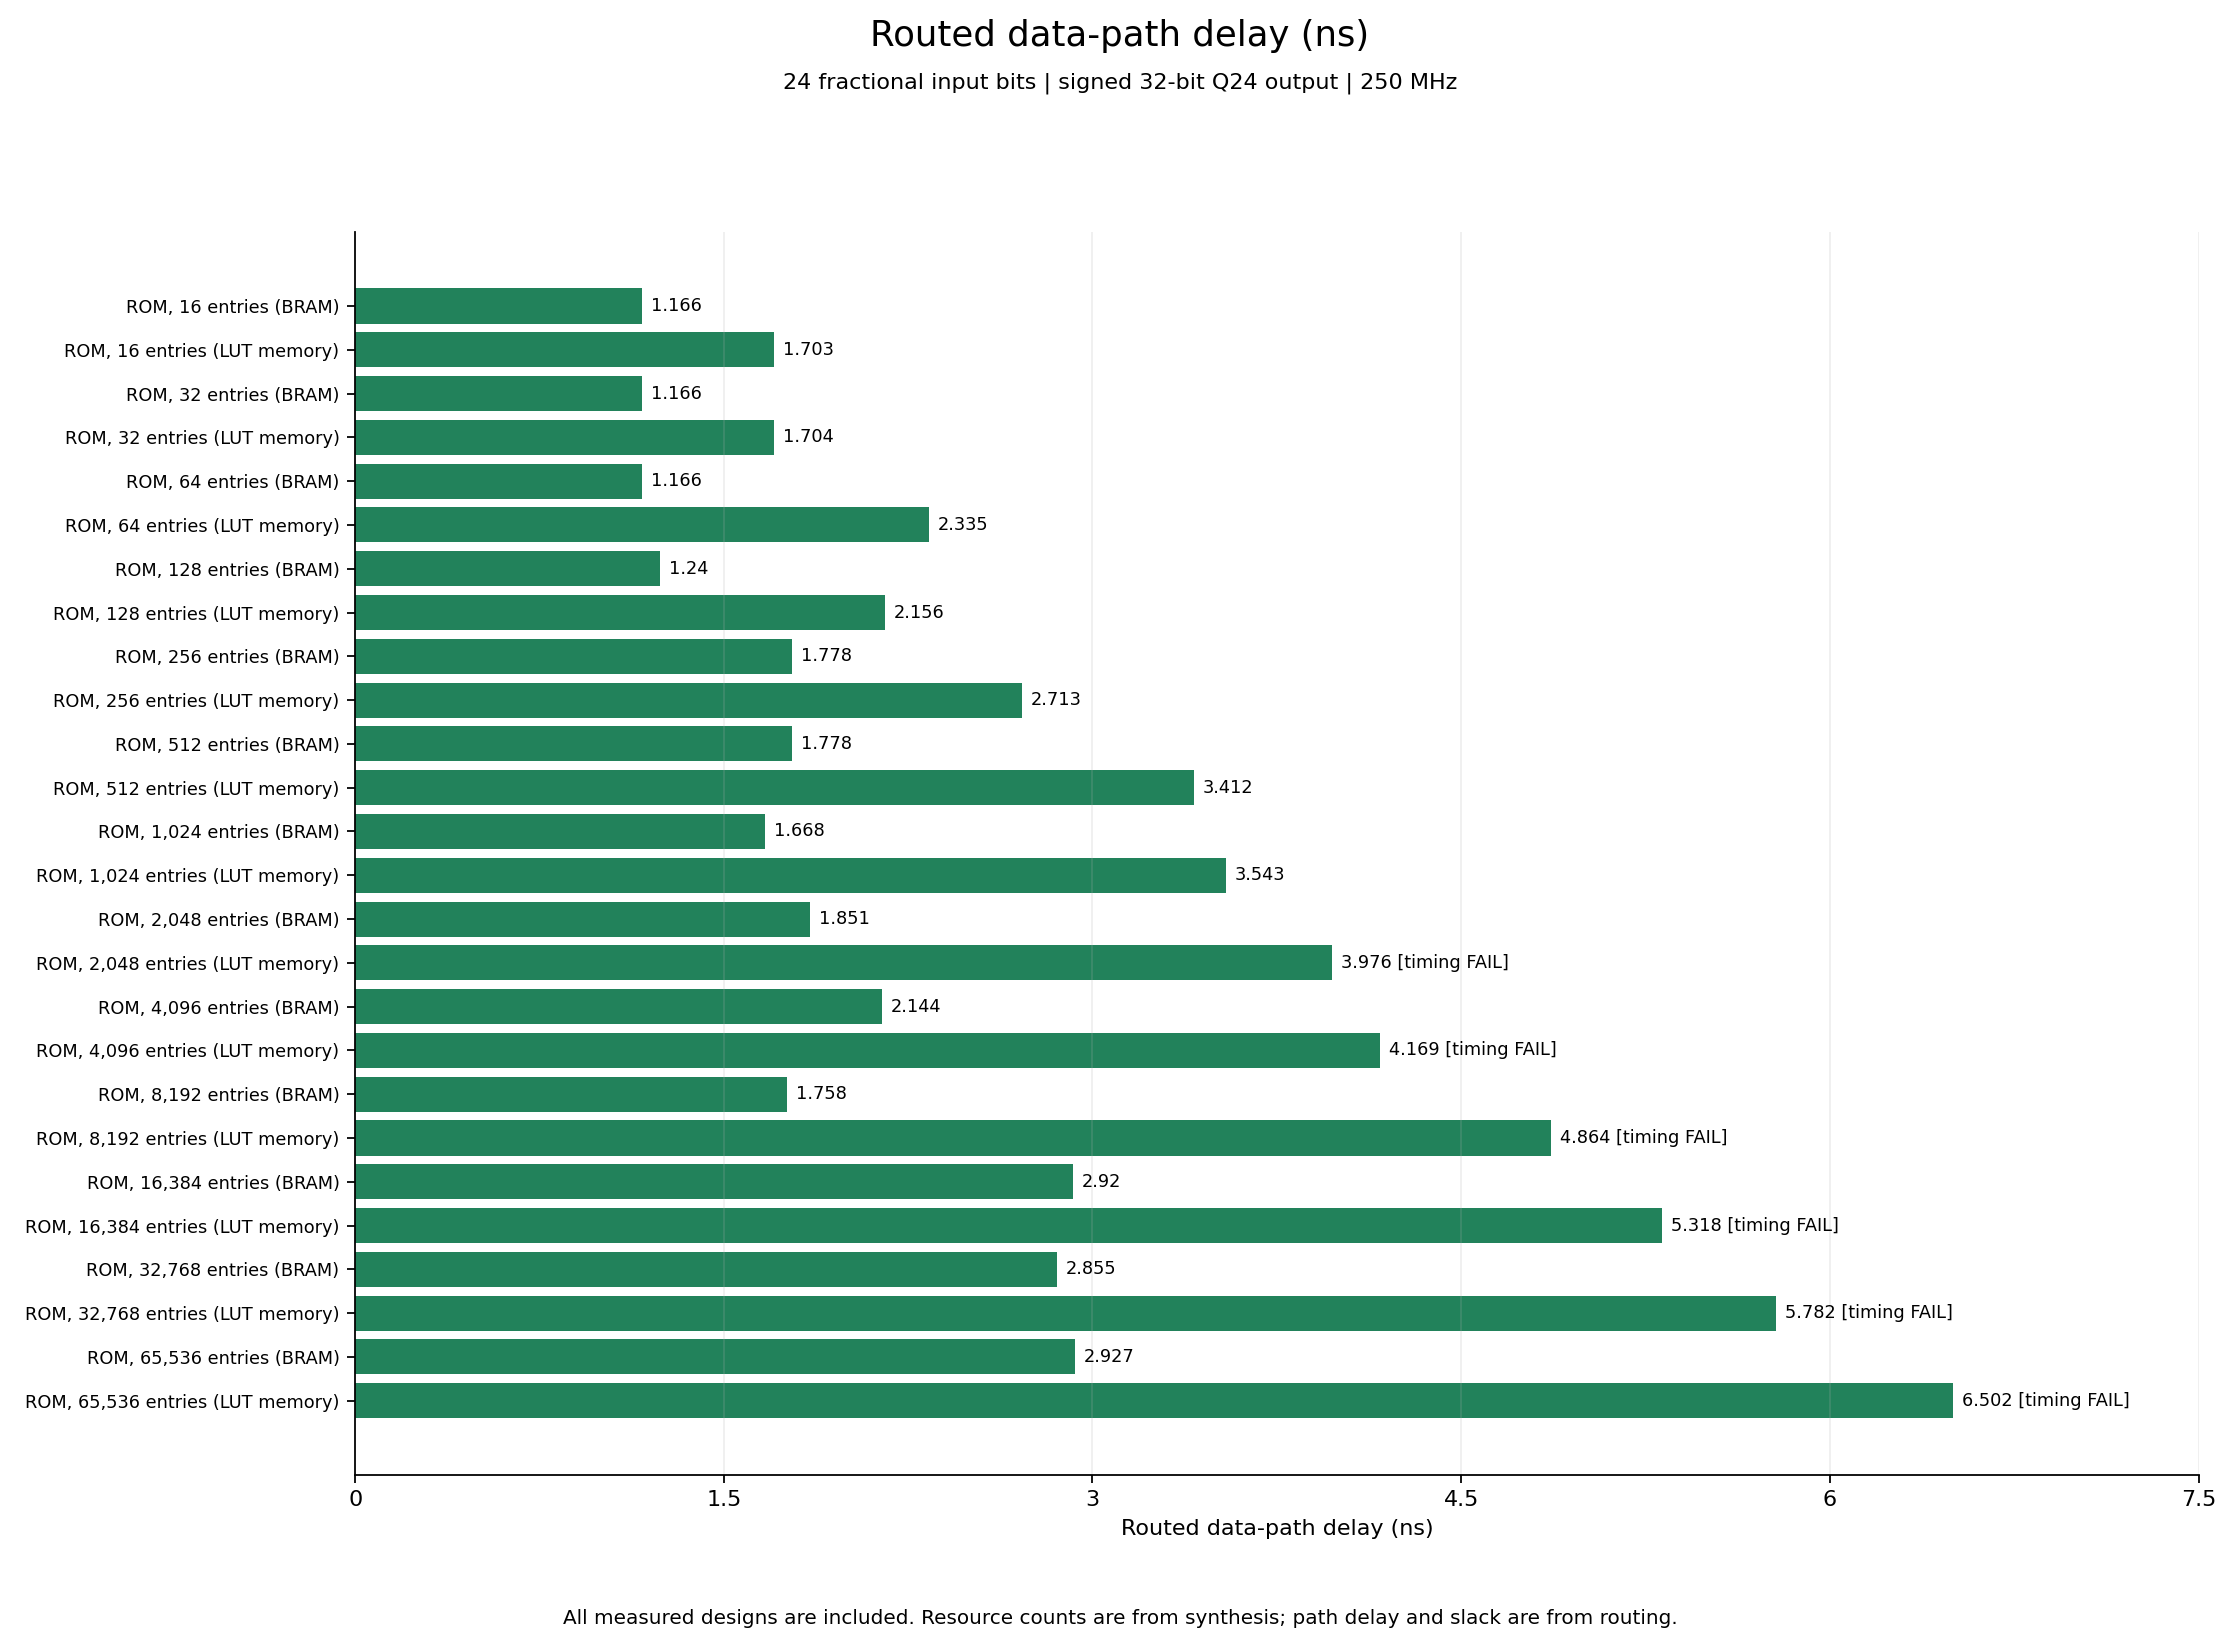 Routed data-path delay (ns)
24 fractional input bits | signed 32-bit Q24 output | 250 MHz
ROM, 16 entries (BRAM) 1.166
ROM, 16 entries (LUT memory) 1.703
ROM, 32 entries (BRAM) 1.166
ROM, 32 entries (LUT memory) 1.704
ROM, 64 entries (BRAM) 1.166
ROM, 64 entries (LUT memory) 2.335
ROM, 128 entries (BRAM) 1.24
ROM, 128 entries (LUT memory) 2.156
ROM, 256 entries (BRAM) 1.778
ROM, 256 entries (LUT memory) 2.713
ROM, 512 entries (BRAM) 1.778
ROM, 512 entries (LUT memory) 3.412
ROM, 1,024 entries (BRAM) 1.668
ROM, 1,024 entries (LUT memory) 3.543
ROM, 2,048 entries (BRAM) 1.851
ROM, 2,048 entries (LUT memory) 3.976 [timing FAIL]
ROM, 4,096 entries (BRAM) 2.144
ROM, 4,096 entries (LUT memory) 4.169 [timing FAIL]
ROM, 8,192 entries (BRAM) 1.758
ROM, 8,192 entries (LUT memory) 4.864 [timing FAIL]
ROM, 16,384 entries (BRAM) 2.92
ROM, 16,384 entries (LUT memory) 5.318 [timing FAIL]
ROM, 32,768 entries (BRAM) 2.855
ROM, 32,768 entries (LUT memory) 5.782 [timing FAIL]
ROM, 65,536 entries (BRAM) 2.927
ROM, 65,536 entries (LUT memory) 6.502 [timing FAIL]
0 1.5 3 4.5 6 7.5
Routed data-path delay (ns)
All measured designs are included. Resource counts are from synthesis; path delay and slack are from routing.